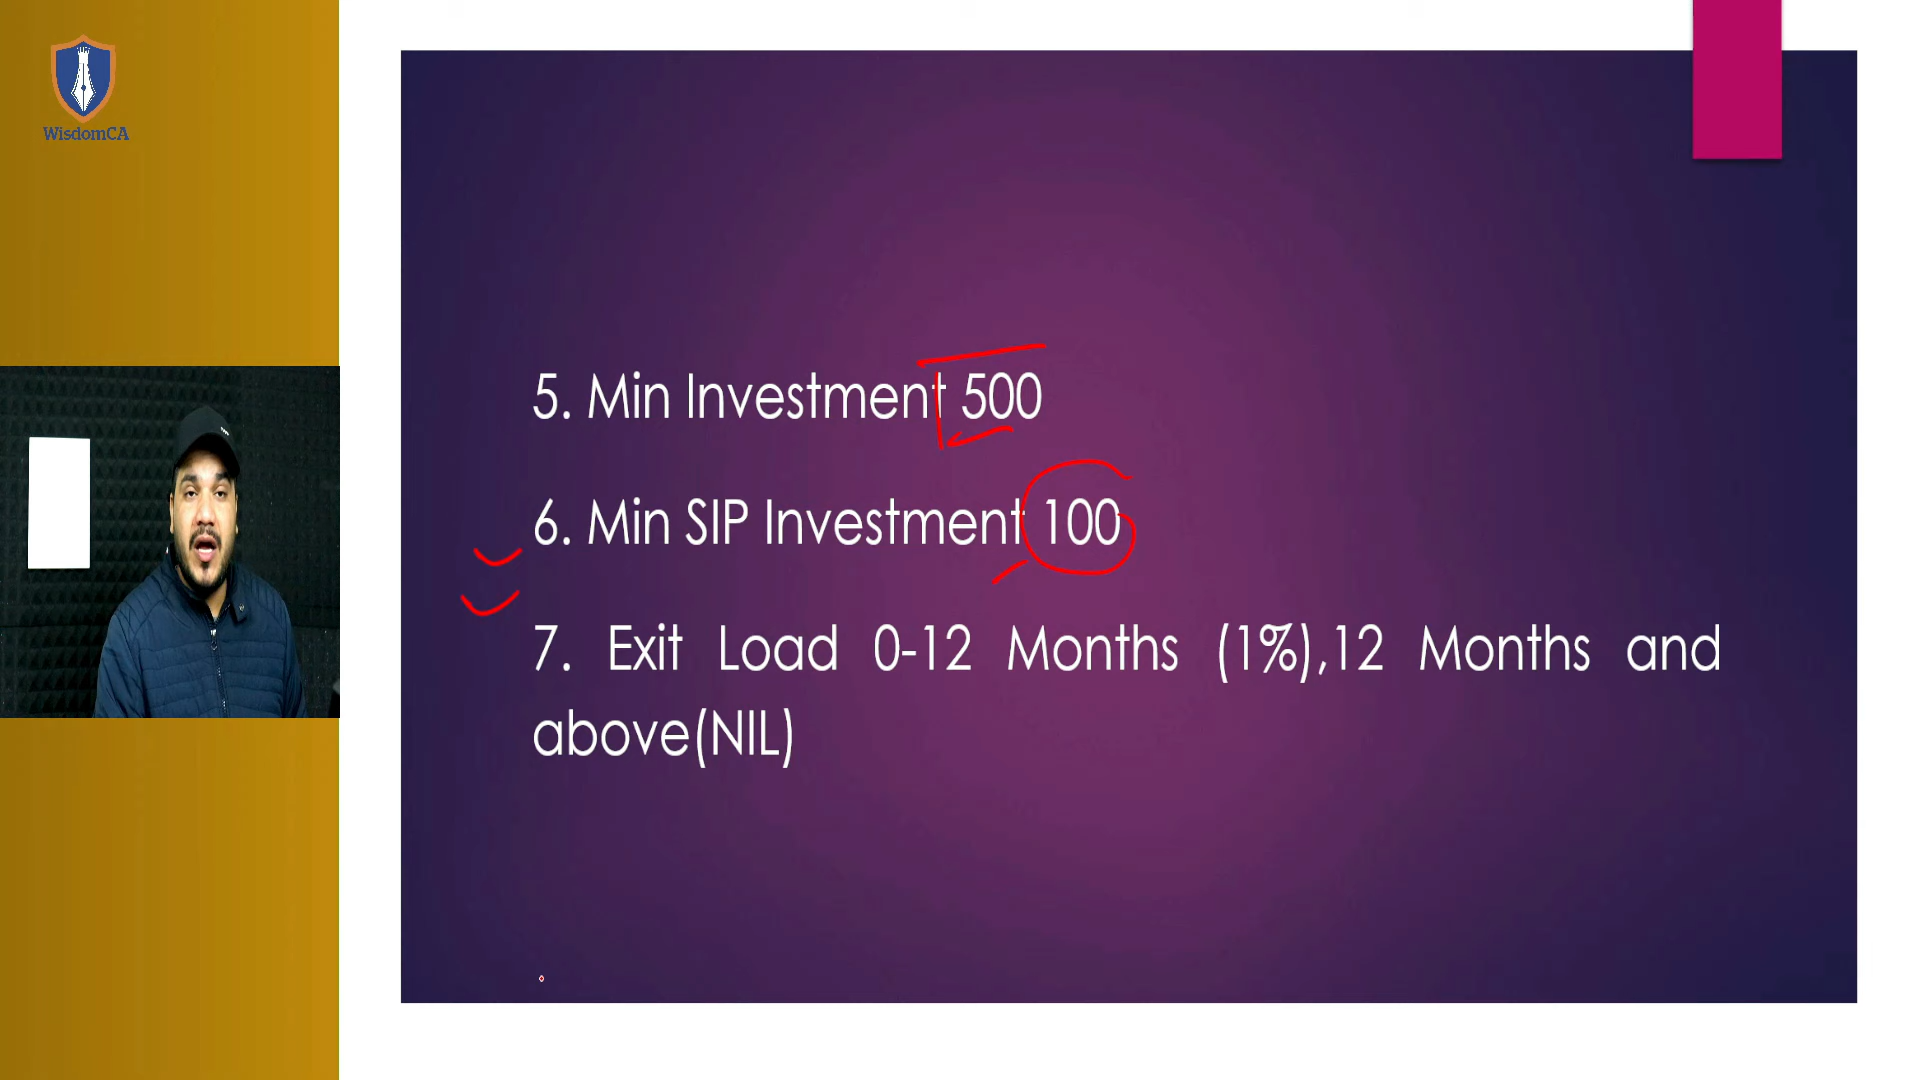 WisdomCA
5. Min Investment 500
6. Min SIP Investment 100
7. Exit Load 0-12 Months (1%),12 Months and
above(NIL)